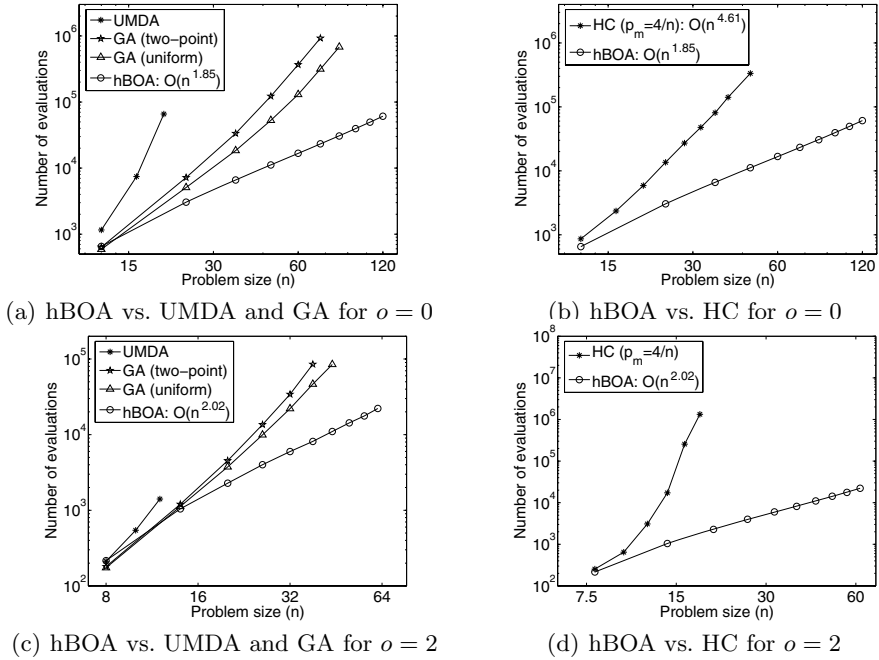 UMDA
GA (two−point)
GA (uniform)
hBOA: O(n^1.85)
10^6
10^5
10^4
10^3
Number of evaluations
15 30 60 120
Problem size (n)
(a) hBOA vs. UMDA and GA for o = 0
HC (p_m=4/n): O(n^4.61)
hBOA: O(n^1.85)
10^6
10^5
10^4
10^3
Number of evaluations
15 30 60 120
Problem size (n)
(b) hBOA vs. HC for o = 0
UMDA
GA (two−point)
GA (uniform)
hBOA: O(n^2.02)
10^5
10^4
10^3
10^2
Number of evaluations
8 16 32 64
Problem size (n)
(c) hBOA vs. UMDA and GA for o = 2
HC (p_m=4/n)
hBOA: O(n^2.02)
10^8
10^7
10^6
10^5
10^4
10^3
10^2
Number of evaluations
7.5 15 30 60
Problem size (n)
(d) hBOA vs. HC for o = 2